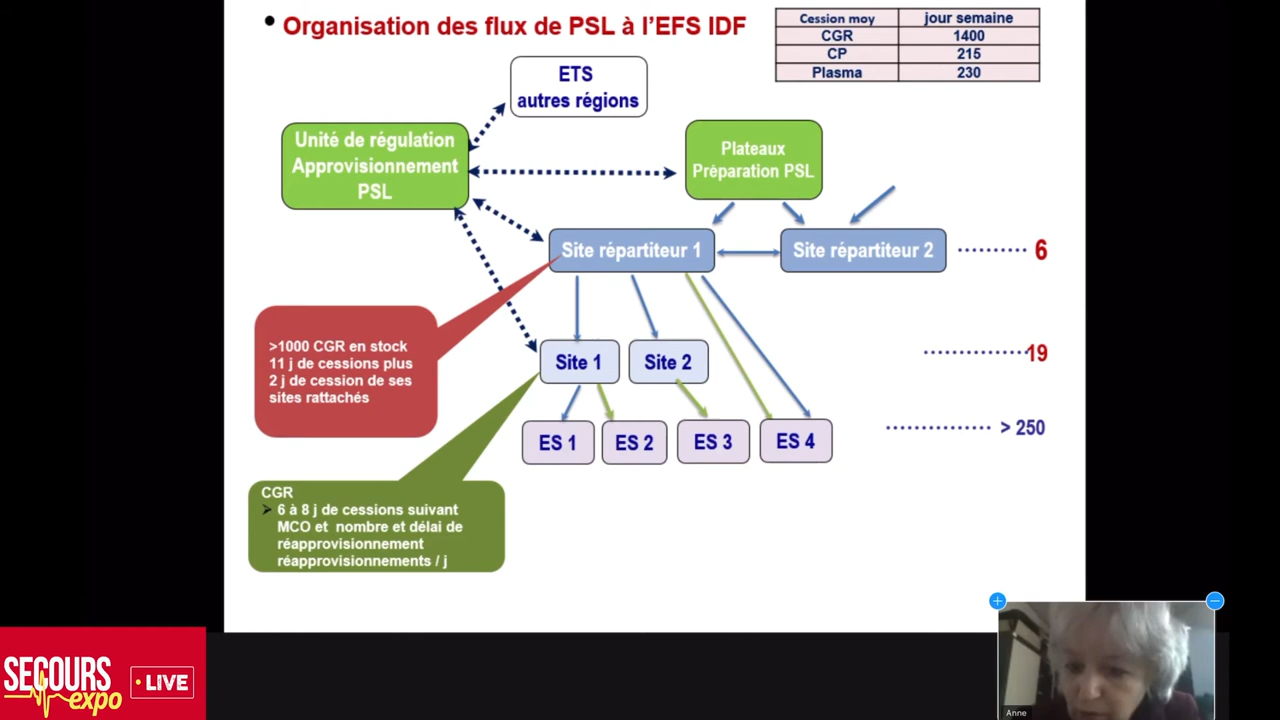 • Organisation des flux de PSL à l'EFS IDF
Cession moy jour semaine
CGR 1400
CP 215
Plasma 230
ETS
autres régions
Unité de régulation
Approvisionnement
PSL
Plateaux
Préparation PSL
Site répartiteur 1
Site répartiteur 2
6
>1000 CGR en stock
11 j de cessions plus
2 j de cession de ses
sites rattachés
Site 1
Site 2
19
ES 1
ES 2
ES 3
ES 4
> 250
CGR
➢ 6 à 8 j de cessions suivant
MCO et nombre et délai de
réapprovisionnement
réapprovisionnements / j
SECOURS
expo
• LIVE
Anne